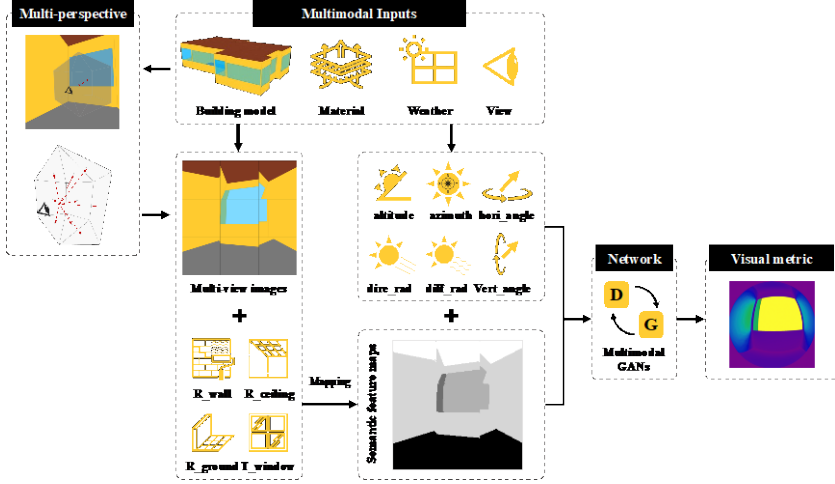 Multi-perspective
Multimodal Inputs
Building model
Material
Weather
View
altitude
azimuth
hori_angle
dire_rad
diff_rad
Vert_angle
Multi-view images
+
+
R_wall
R_ceiling
R_ground
T_window
Mapping
Semantic feature maps
Network
D
G
Multimodal
GANs
Visual metric